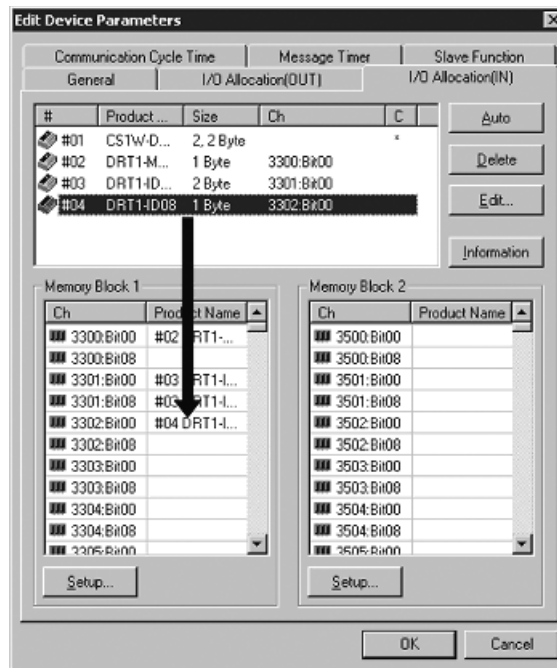 Edit Device Parameters
Communication Cycle Time Message Timer Slave Function
General I/O Allocation(OUT) I/O Allocation(IN)
# Product ... Size Ch C
#01 CS1W-D... 2, 2 Byte *
#02 DRT1-M... 1 Byte 3300:Bit00
#03 DRT1-ID... 2 Byte 3301:Bit00
#04 DRT1-ID08 1 Byte 3302:Bit00
Auto
Delete
Edit...
Information
Memory Block 1
Ch Product Name
3300:Bit00 #02 DRT1-...
3300:Bit08
3301:Bit00 #03 DRT1-I...
3301:Bit08 #03 DRT1-I...
3302:Bit00 #04 DRT1-I...
3302:Bit08
3303:Bit00
3303:Bit08
3304:Bit00
3304:Bit08
3305:Bit00
Setup...
Memory Block 2
Ch Product Name
3500:Bit00
3500:Bit08
3501:Bit00
3501:Bit08
3502:Bit00
3502:Bit08
3503:Bit00
3503:Bit08
3504:Bit00
3504:Bit08
3505:Bit00
Setup...
OK Cancel